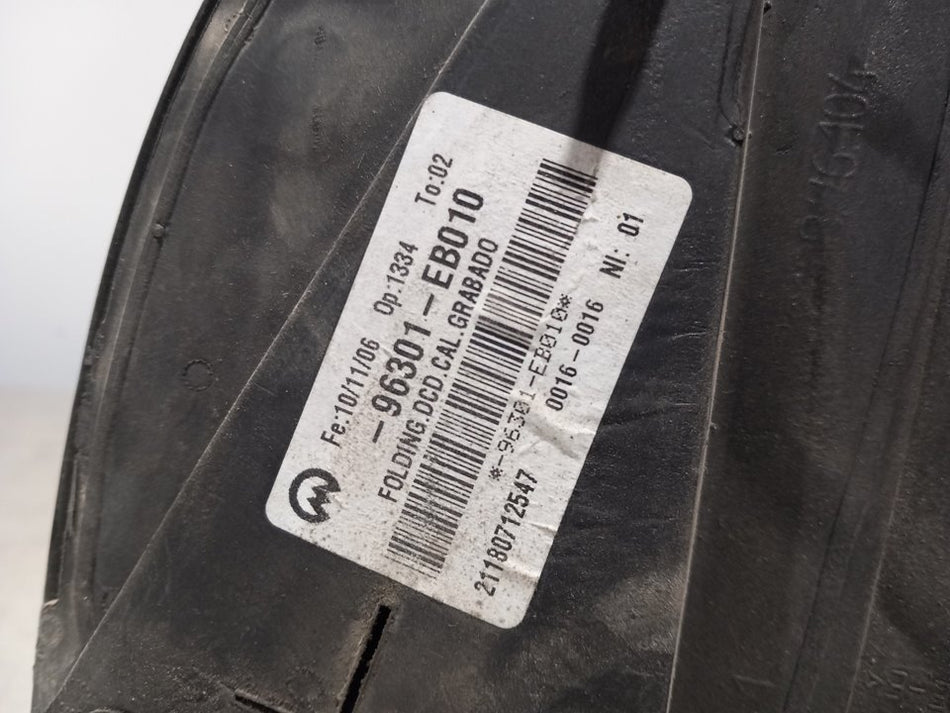 Fe:10/11/06 Op:1334 To:02
-96301-EB010
FOLDING.DCD.CAL.GRABADO
*-96301-EB010*
0016-0016 NI: 01
21180712547